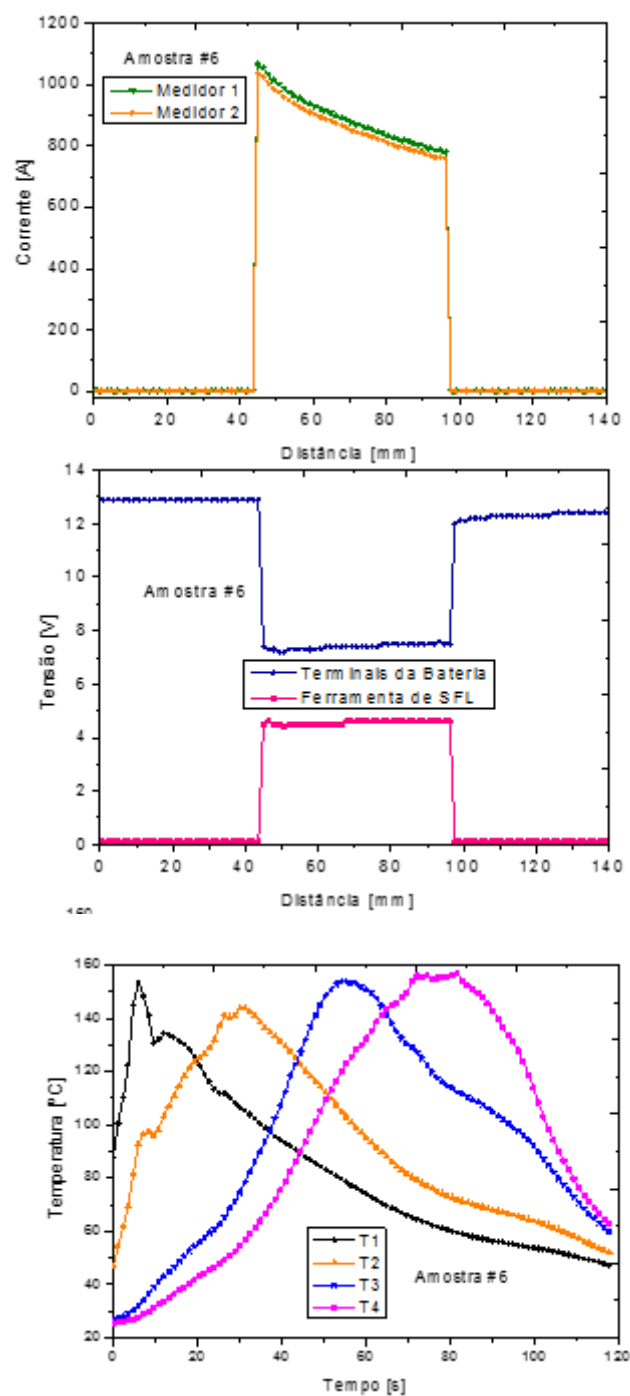 1200
1000
800
600
400
200
0
Corrente [A]
Amostra #6
Medidor 1
Medidor 2
0 20 40 60 80 100 120 140
Distância [mm]
14
12
10
8
6
4
2
0
Tensão [V]
Amostra #6
Terminais da Bateria
Ferramenta de SFL
0 20 40 60 80 100 120 140
Distância [mm]
160
160
140
120
100
80
60
40
20
Temperatura [ºC]
T1
T2
T3
T4
Amostra #6
0 20 40 60 80 100 120
Tempo [s]